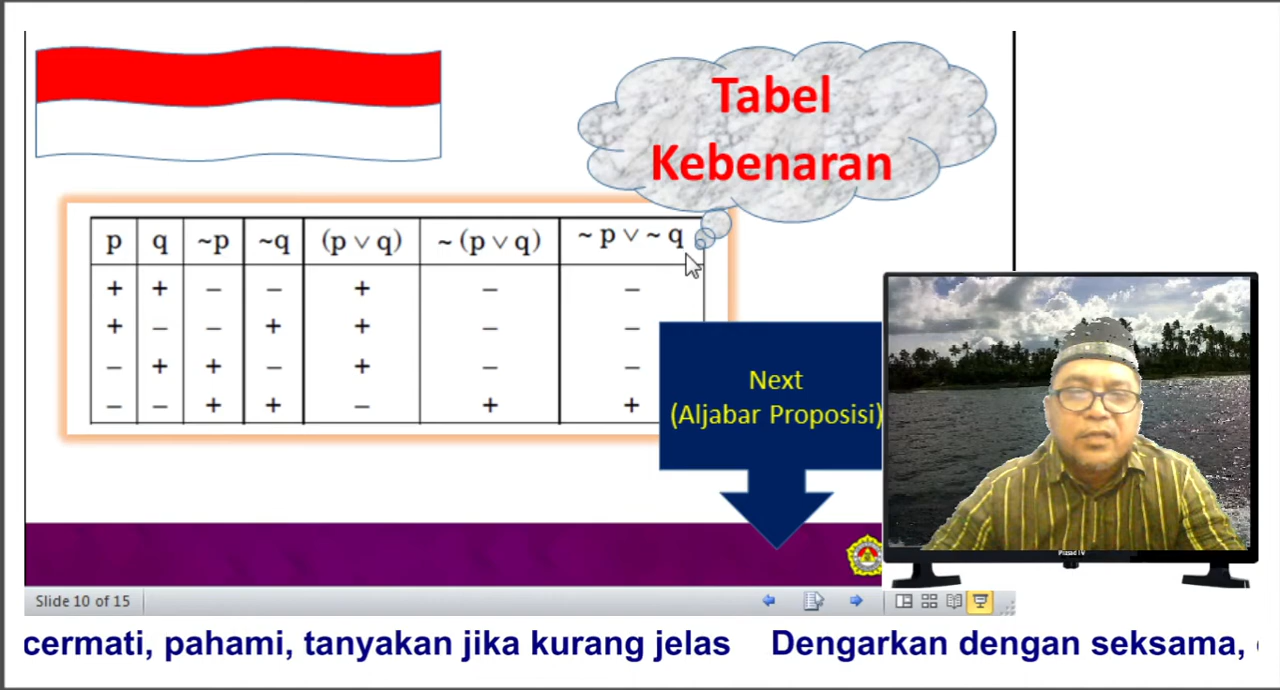 Tabel
Kebenaran
p q ~p ~q (p ∨ q) ~ (p ∨ q) ~ p ∨ ~ q
+ + – – + – –
+ – – + + – –
– + + – + – –
– – + + – + +
Next
(Aljabar Proposisi)
Slide 10 of 15
cermati, pahami, tanyakan jika kurang jelas Dengarkan dengan seksama,